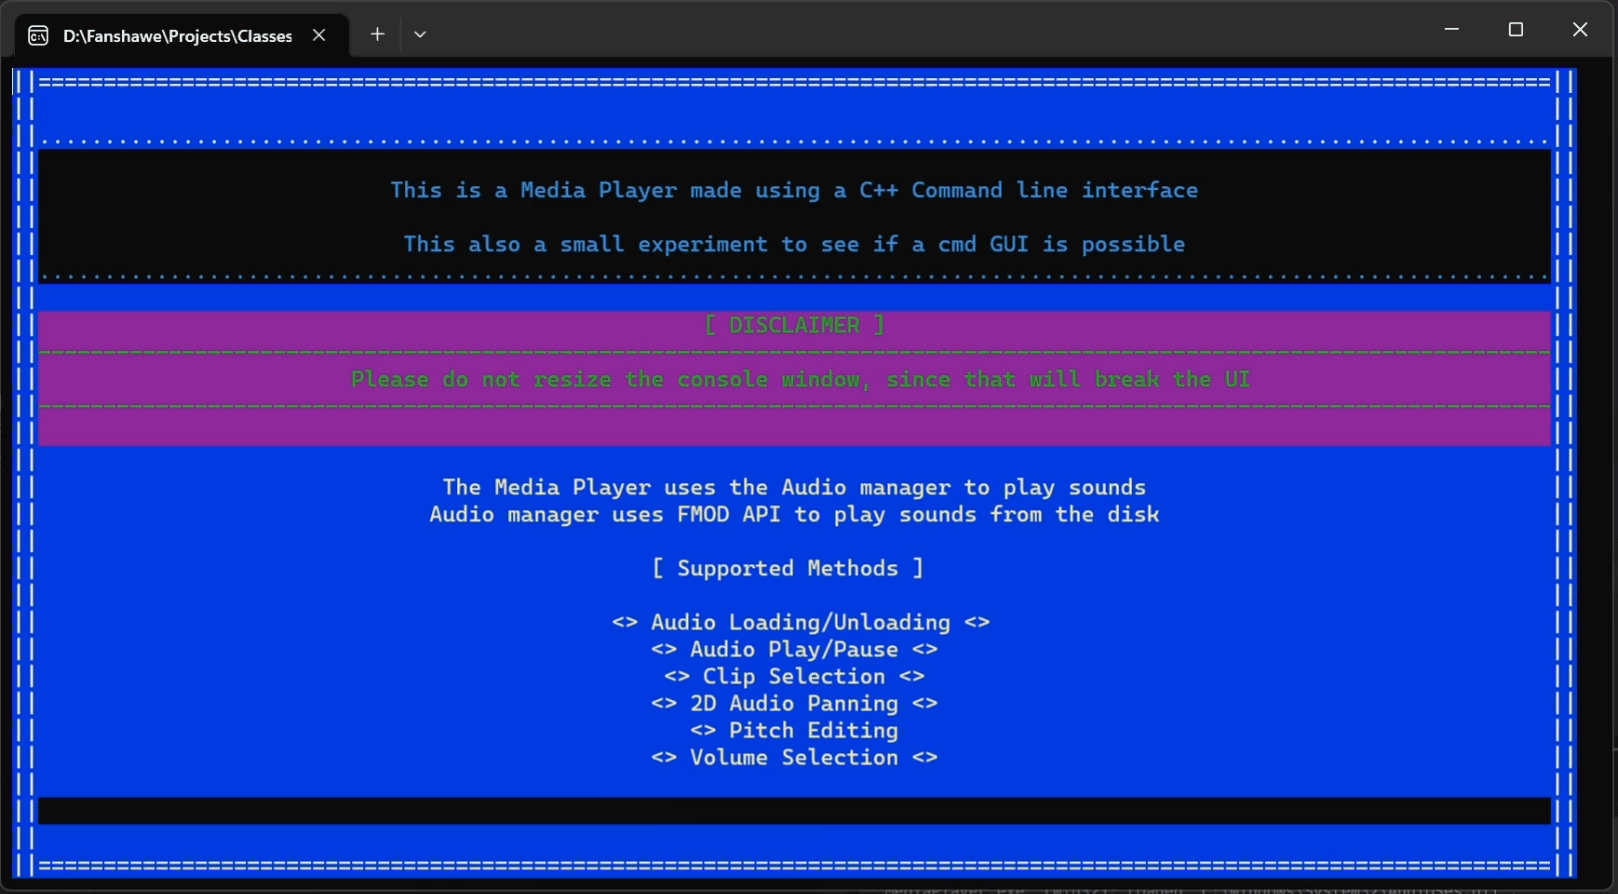 D:\Fanshawe\Projects\Classes
This is a Media Player made using a C++ Command line interface
This also a small experiment to see if a cmd GUI is possible
[ DISCLAIMER ]
Please do not resize the console window, since that will break the UI
The Media Player uses the Audio manager to play sounds
Audio manager uses FMOD API to play sounds from the disk
[ Supported Methods ]
<> Audio Loading/Unloading <>
<> Audio Play/Pause <>
<> Clip Selection <>
<> 2D Audio Panning <>
<> Pitch Editing
<> Volume Selection <>